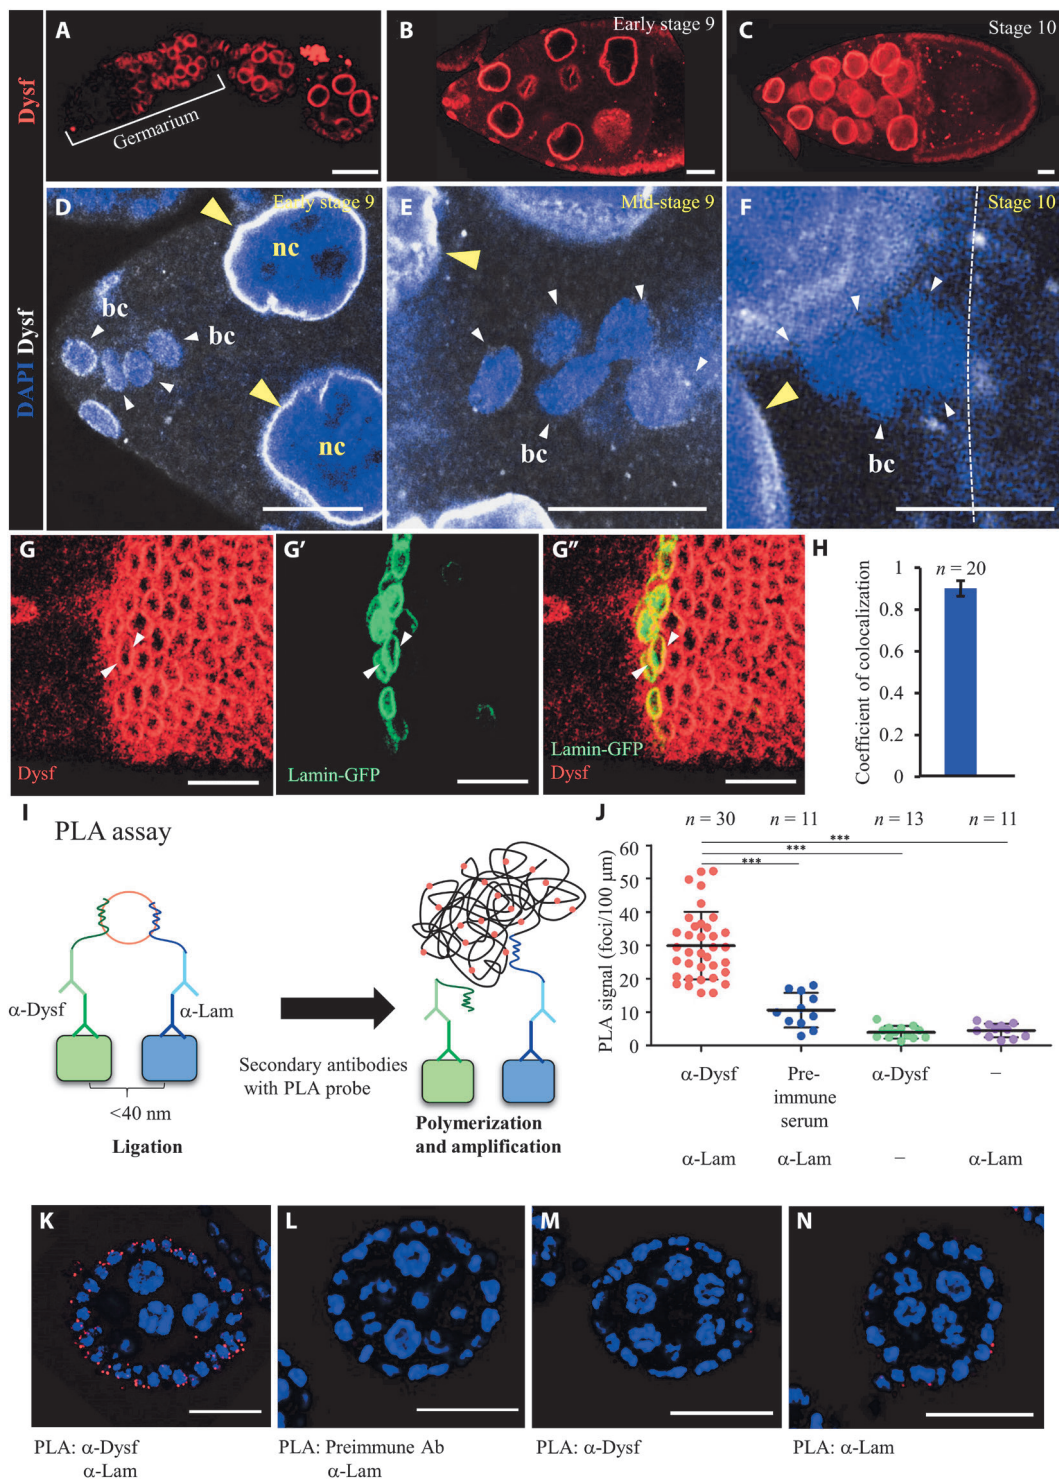 A
B
Early stage 9
C
Stage 10
Dysf
Germarium
D
Early stage 9
nc
bc
bc
nc
E
Mid-stage 9
bc
F
Stage 10
bc
DAPI Dysf
G
Dysf
G′
Lamin-GFP
G″
Lamin-GFP
Dysf
H
n = 20
Coefficient of colocalization
1
0.8
0.6
0.4
0.2
0
I
PLA assay
α-Dysf
α-Lam
<40 nm
Ligation
Secondary antibodies
with PLA probe
Polymerization
and amplification
J
n = 30
n = 11
n = 13
n = 11
***
***
***
PLA signal (foci/100 μm)
60
50
40
30
20
10
0
α-Dysf
Pre-
immune
serum
α-Dysf
–
α-Lam
α-Lam
–
α-Lam
K
L
M
N
PLA: α-Dysf
α-Lam
PLA: Preimmune Ab
α-Lam
PLA: α-Dysf
PLA: α-Lam